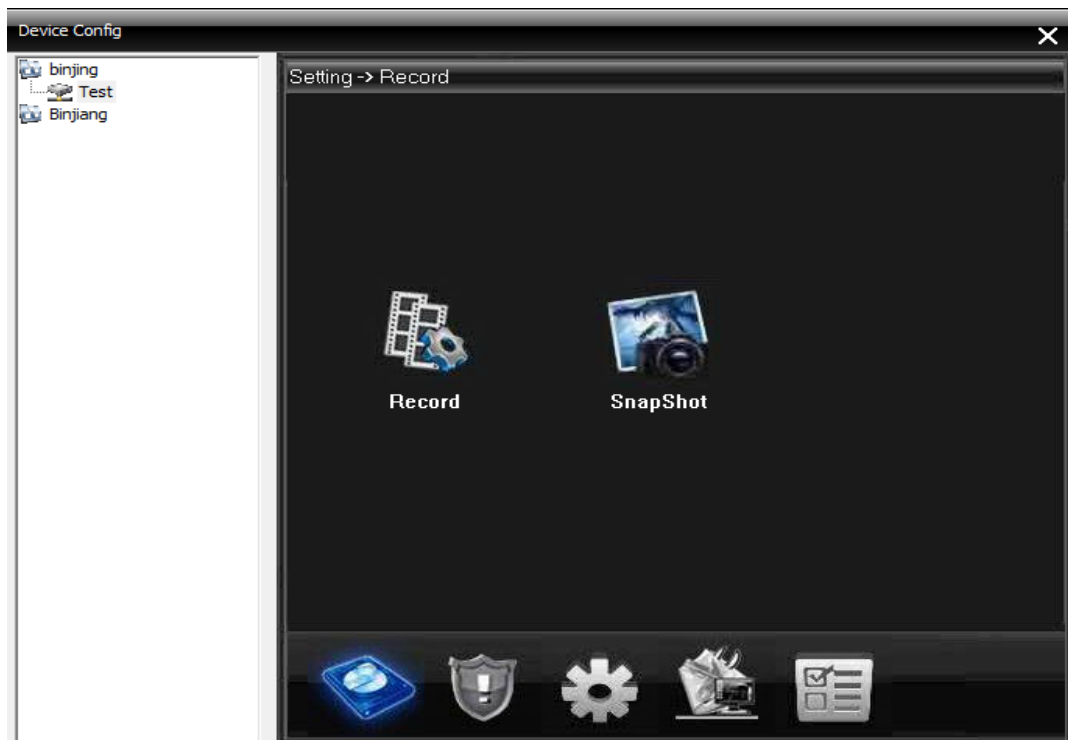 Device Config
binjing
Test
Binjiang
Setting -> Record
Record
SnapShot